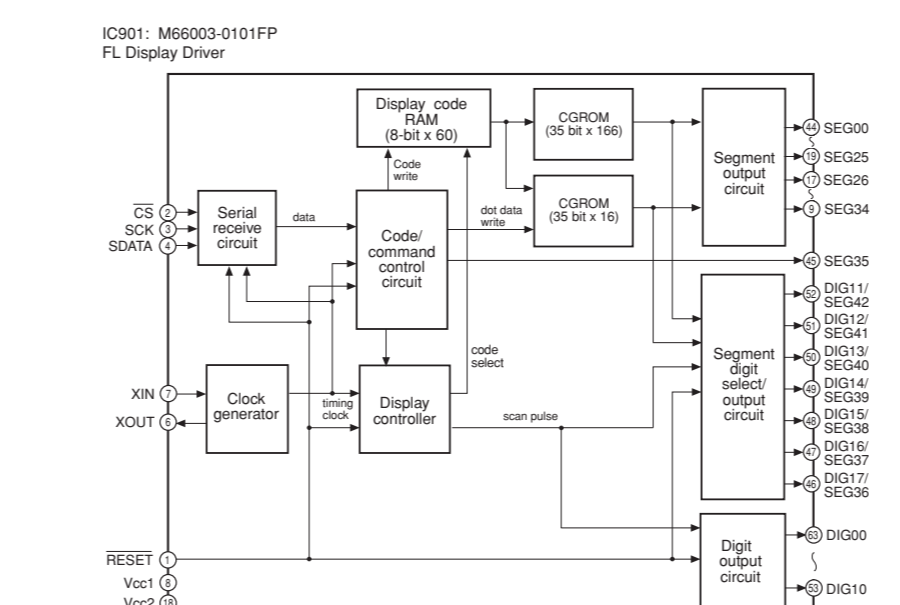 IC901: M66003-0101FP
FL Display Driver
Display code
RAM
(8-bit x 60)
CGROM
(35 bit x 166)
Segment
output
circuit
44 SEG00
19 SEG25
17 SEG26
9 SEG34
Code
write
CGROM
(35 bit x 16)
CS 2
SCK 3
SDATA 4
Serial
receive
circuit
data
Code/
command
control
circuit
dot data
write
45 SEG35
Segment
digit
select/
output
circuit
52 DIG11/
SEG42
51 DIG12/
SEG41
50 DIG13/
SEG40
49 DIG14/
SEG39
48 DIG15/
SEG38
47 DIG16/
SEG37
46 DIG17/
SEG36
code
select
XIN 7
XOUT 6
Clock
generator
timing
clock
Display
controller
scan pulse
Digit
output
circuit
63 DIG00
53 DIG10
RESET 1
Vcc1 8
Vcc2 18